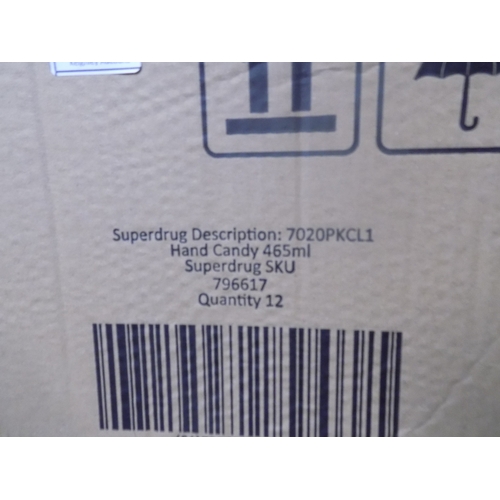 Superdrug Description: 7020PKCL1
Hand Candy 465ml
Superdrug SKU
796617
Quantity 12